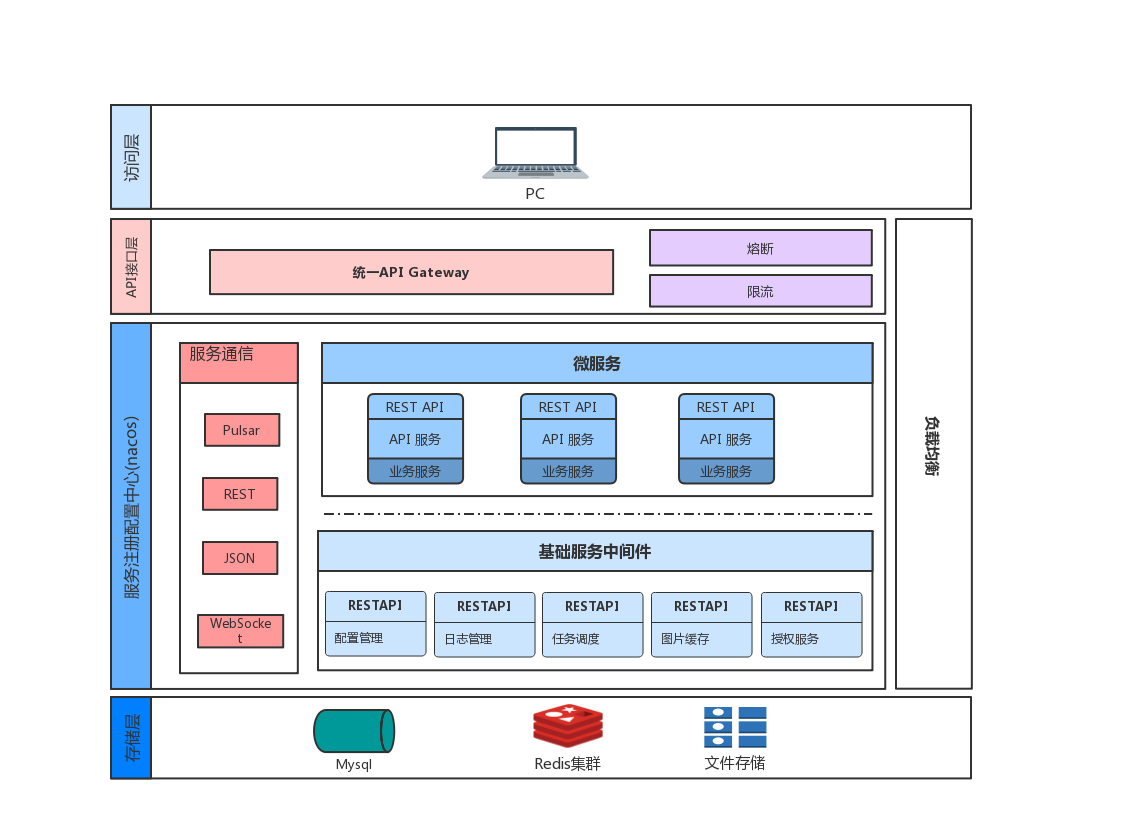 访问层
PC
API接口层
统一API Gateway
熔断
限流
负载均衡
服务注册配置中心(nacos)
服务通信
Pulsar
REST
JSON
WebSocke
t
微服务
REST API
API 服务
业务服务
REST API
API 服务
业务服务
REST API
API 服务
业务服务
基础服务中间件
RESTAPI
配置管理
RESTAPI
日志管理
RESTAPI
任务调度
RESTAPI
图片缓存
RESTAPI
授权服务
存储层
Mysql
Redis集群
文件存储